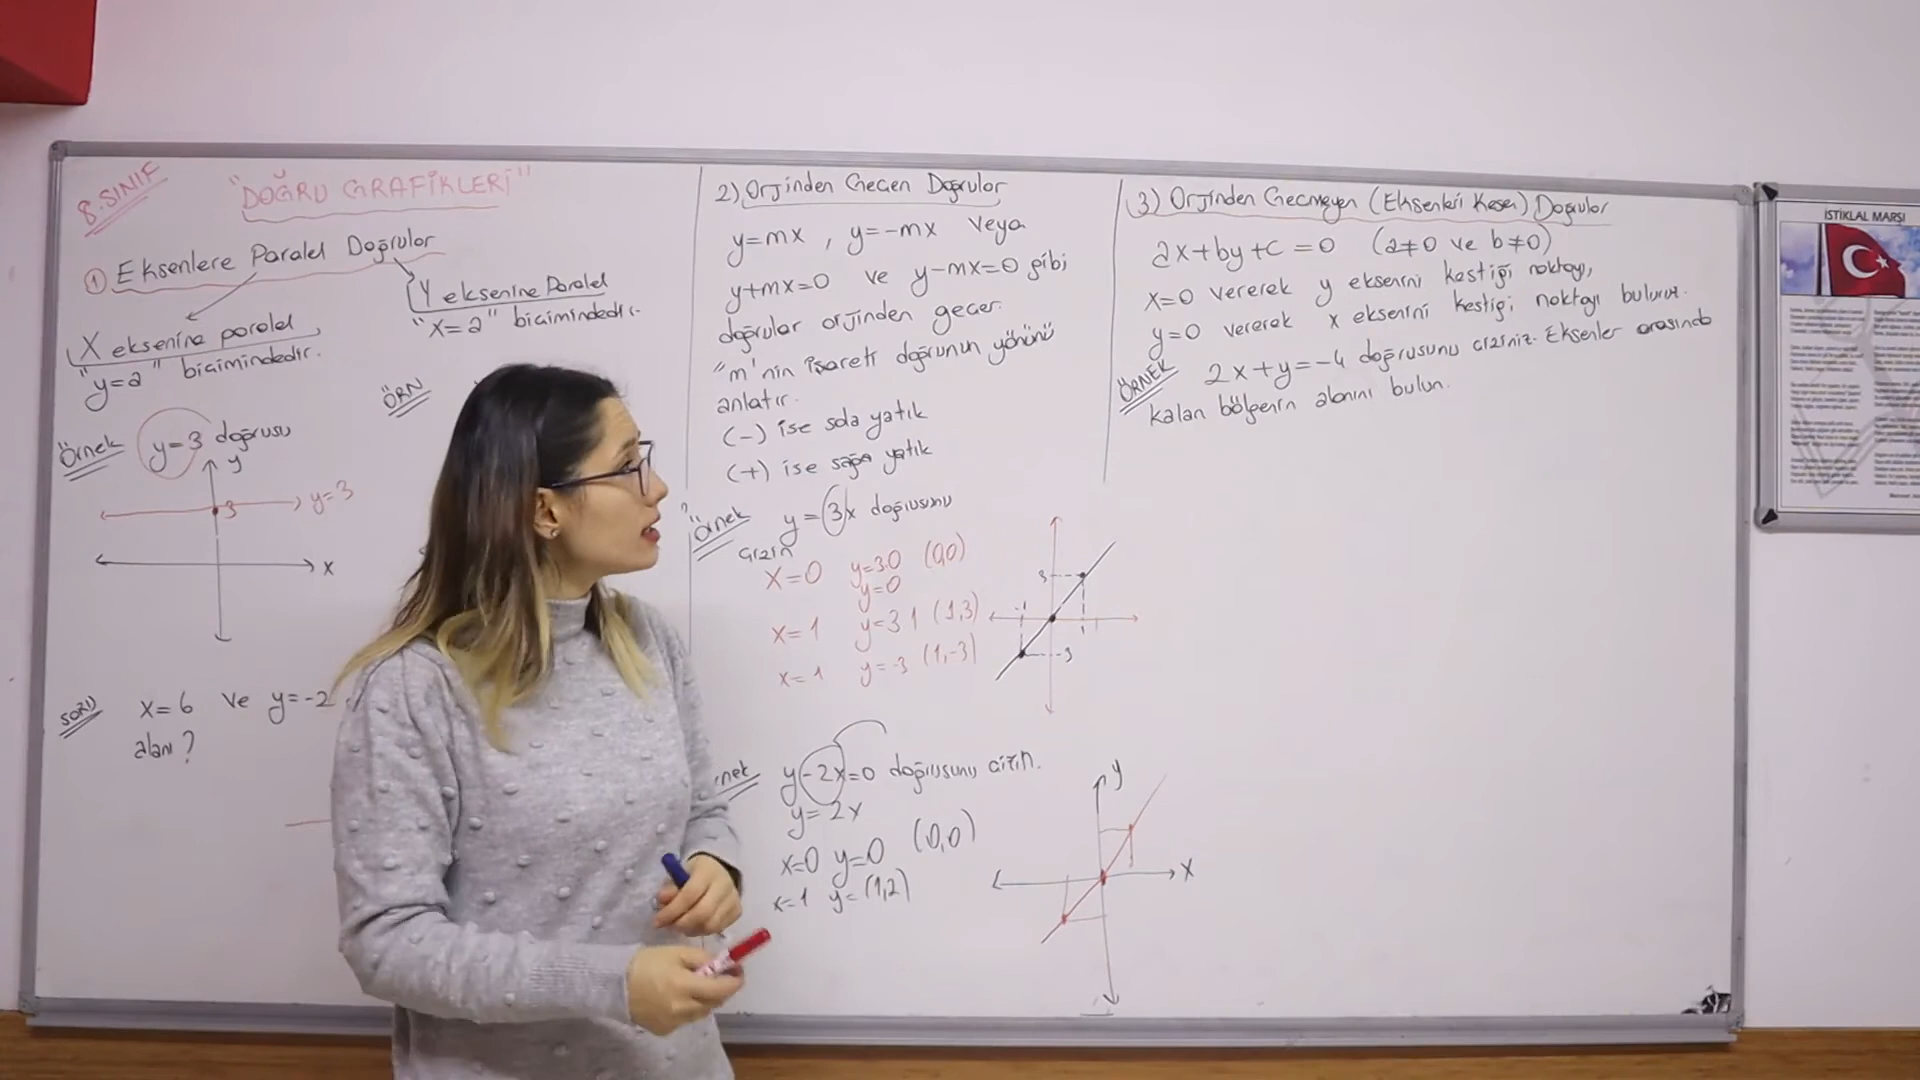 8.SINIF
"DOĞRU GRAFİKLERİ"
① Eksenlere Paralel Doğrular
X eksenine paralel
"y=a" biçimindedir.
Y eksenine Paralel
"x=a" biçimindedir.
Örnek y=3 doğrusu
y
3
y=3
x
ÖRN
SORU x=6 ve y=-2
alanı?
2) Orjinden Geçen Doğrular
y=mx , y=-mx veya
y+mx=0 ve y-mx=0 gibi
doğrular orjinden geçer.
"m"nin işareti doğrunun yönünü
anlatır.
(-) ise sola yatık
(+) ise sağa yatık
Örnek y=3x doğrusunu
çizin
x=0 y=3.0 (0,0)
y=0
x=1 y=3.1 (1,3)
x=1 y=-3 (1,-3)
3
-1
1
-3
y-2x=0 doğrusunu çizin.
y=2x
x=0 y=0 (0,0)
x=1 y=(1,2)
y
x
3) Orjinden Geçmeyen (Eksenleri Kesen) Doğrular
ax+by+c=0 (a≠0 ve b≠0)
x=0 vererek y eksenini kestiği noktayı,
y=0 vererek x eksenini kestiği noktayı buluruz.
ÖRNEK 2x+y=-4 doğrusunu çiziniz. Eksenler arasında
kalan bölgenin alanını bulun.
İSTİKLAL MARŞI